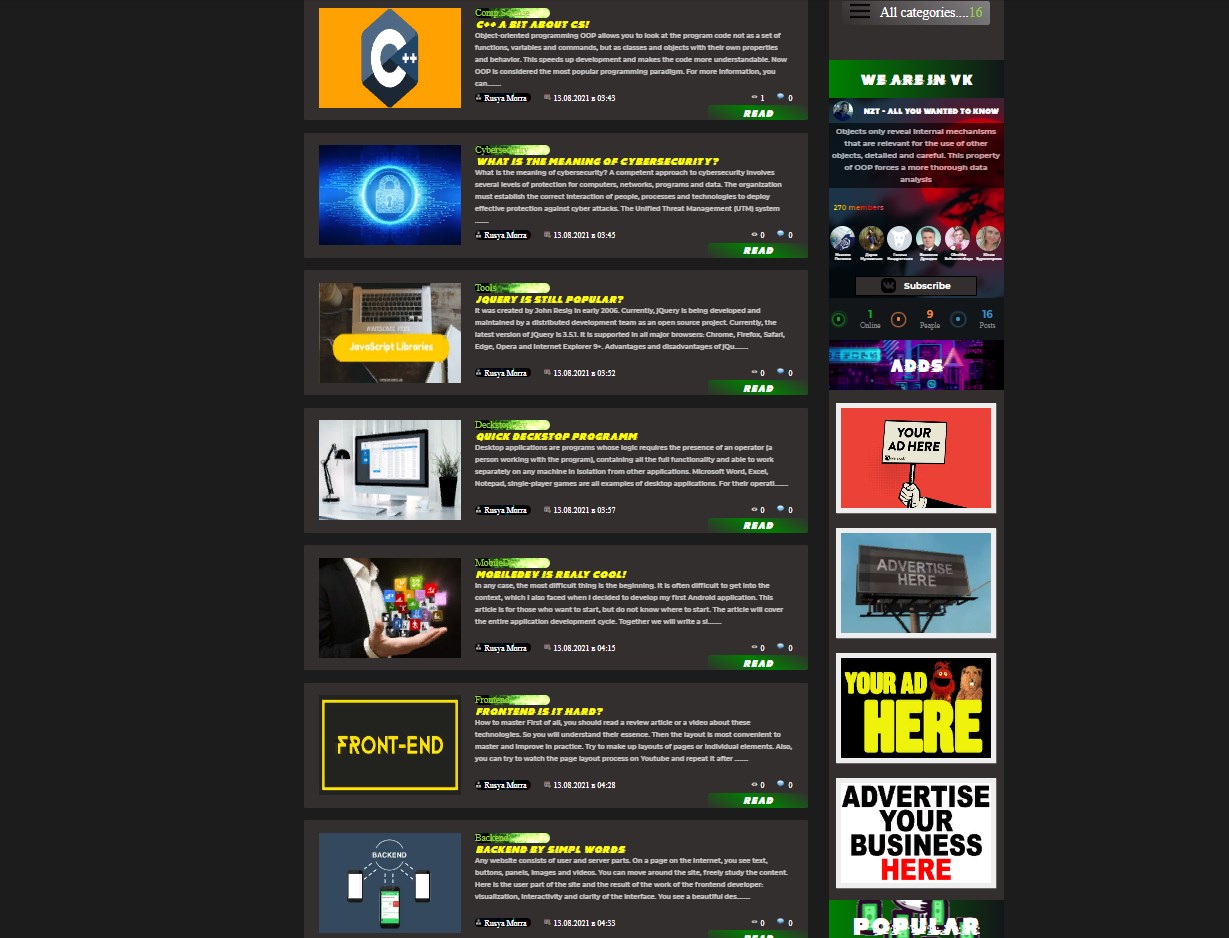 C++ A BIT ABOUT CS!
Object-oriented programming OOP allows you to look at the program code not as a set of
functions, variables and commands, but as classes and objects with their own properties
and behavior. This speeds up development and makes the code more understandable. Now
OOP is considered the most popular programming paradigm. For more information, you
can......
Rusya Morra 13.08.2021 в 03:43 1 0
READ
WHAT IS THE MEANING OF CYBERSECURITY?
What is the meaning of cybersecurity? A competent approach to cybersecurity involves
several levels of protection for computers, networks, programs and data. The organization
must establish the correct interaction of people, processes and technologies to deploy
effective protection against cyber attacks. The Unified Threat Management (UTM) system
......
Rusya Morra 13.08.2021 в 03:45 0 0
READ
AWESOME FREE
JavaScript Libraries
Tools
JQUERY IS STILL POPULAR?
It was created by John Resig in early 2006. Currently, jQuery is being developed and
maintained by a distributed development team as an open source project. Currently, the
latest version of jQuery is 3.5.1. It is supported in all major browsers: Chrome, Firefox, Safari,
Edge, Opera and Internet Explorer 9+. Advantages and disadvantages of jQu......
Rusya Morra 13.08.2021 в 03:52 0 0
READ
QUICK DECKSTOP PROGRAMM
Desktop applications are programs whose logic requires the presence of an operator (a
person working with the program), containing all the full functionality and able to work
separately on any machine in isolation from other applications. Microsoft Word, Excel,
Notepad, single-player games are all examples of desktop applications. For their operati......
Rusya Morra 13.08.2021 в 03:57 0 0
READ
MobileDev
MOBILEDEV IS REALY COOL!
In any case, the most difficult thing is the beginning. It is often difficult to get into the
context, which I also faced when I decided to develop my first Android application. This
article is for those who want to start, but do not know where to start. The article will cover
the entire application development cycle. Together we will write a si......
Rusya Morra 13.08.2021 в 04:15 0 0
READ
FRONT-END
Frontend
FRONTEND IS IT HARD?
How to master First of all, you should read a review article or a video about these
technologies. So you will understand their essence. Then the layout is most convenient to
master and improve in practice. Try to make up layouts of pages or individual elements. Also,
you can try to watch the page layout process on Youtube and repeat it after ......
Rusya Morra 13.08.2021 в 04:28 0 0
READ
BACKEND
Backend
BACKEND BY SIMPL WORDS
Any website consists of user and server parts. On a page on the Internet, you see text,
buttons, panels, images and videos. You can move around the site, freely study the content.
Here is the user part of the site and the result of the work of the frontend developer:
visualization, interactivity and clarity of the interface. You see a beautiful des......
Rusya Morra 13.08.2021 в 04:33 0 0
All categories....16
WE ARE IN VK
NZT - ALL YOU WANTED TO KNOW
Objects only reveal internal mechanisms
that are relevant for the use of other
objects, detailed and careful. This property
of OOP forces a more thorough data
analysis
270 members
Subscribe
1 9 16
Online People Posts
ADDS
YOUR
AD HERE
ADVERTISE
HERE
YOUR AD
HERE
ADVERTISE
YOUR
BUSINESS
HERE
POPULAR